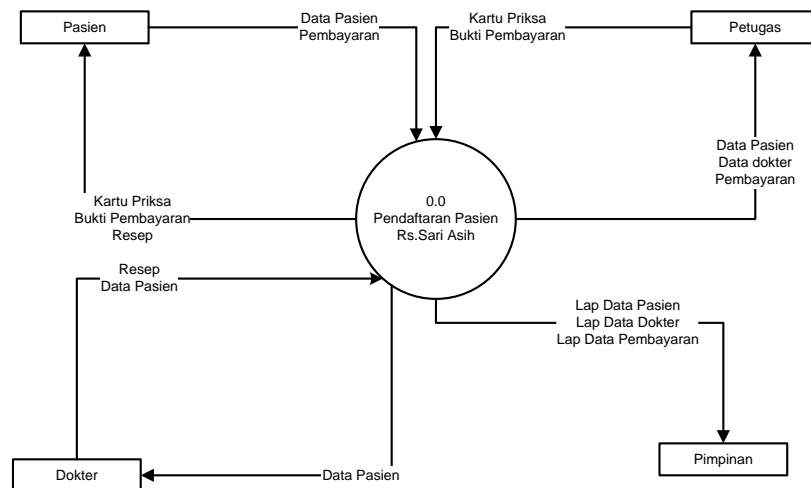 Pasien
Data Pasien
Pembayaran
Kartu Priksa
Bukti Pembayaran
Petugas
Data Pasien
Data dokter
Pembayaran
Kartu Priksa
Bukti Pembayaran
Resep
0.0
Pendaftaran Pasien
Rs.Sari Asih
Resep
Data Pasien
Lap Data Pasien
Lap Data Dokter
Lap Data Pembayaran
Dokter
Data Pasien
Pimpinan